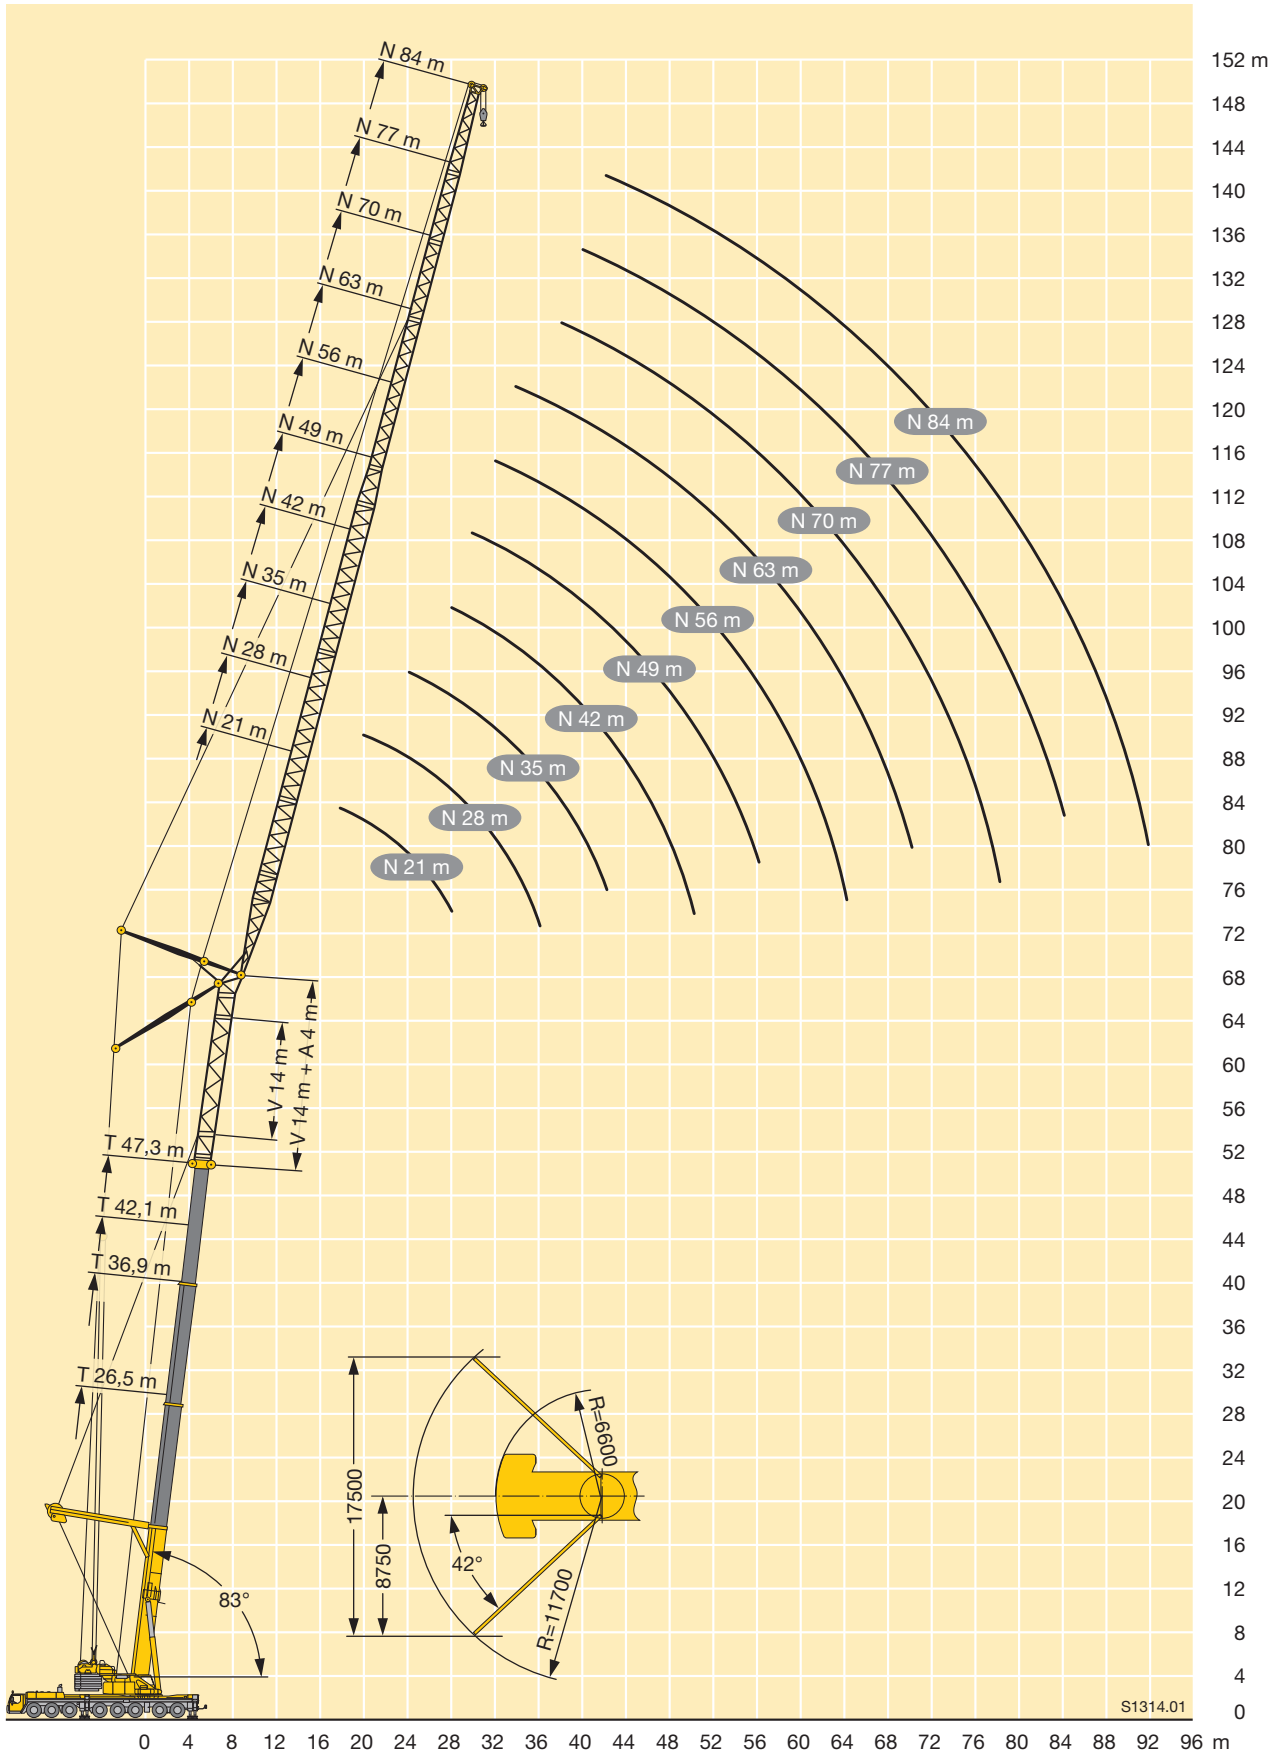 N 84 m
N 77 m
N 70 m
N 63 m
N 56 m
N 49 m
N 42 m
N 35 m
N 28 m
N 21 m
V 14 m
V 14 m + A 4 m
T 47,3 m
T 42,1 m
T 36,9 m
T 26,5 m
83°
N 84 m
N 77 m
N 70 m
N 63 m
N 56 m
N 49 m
N 42 m
N 35 m
N 28 m
N 21 m
17500
8750
42°
R=6600
R=11700
152 m
148
144
140
136
132
128
124
120
116
112
108
104
100
96
92
88
84
80
76
72
68
64
60
56
52
48
44
40
36
32
28
24
20
16
12
8
4
0
S1314.01
0 4 8 12 16 20 24 28 32 36 40 44 48 52 56 60 64 68 72 76 80 84 88 92 96 m